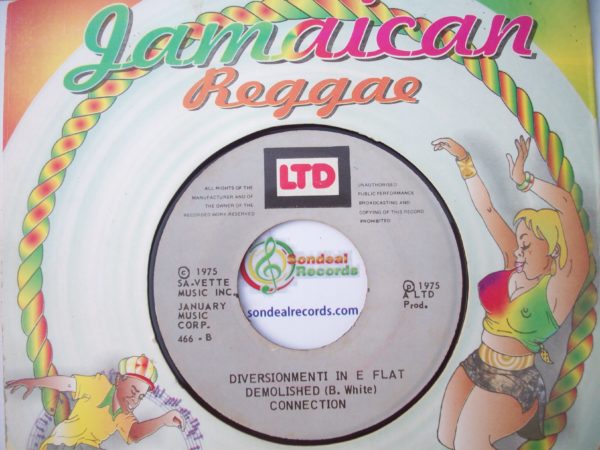 Jamaican
Reggae
LTD
ALL RIGHTS OF THE
MANUFACTURER AND OF
THE OWNER OF THE
RECORDED WORK RESERVED
UNAUTHORISED
PUBLIC PERFORMANCE
BROADCASTING AND
COPYING OF THIS RECORD
PROHIBITED
© 1975
SA-VETTE
MUSIC INC.
JANUARY
MUSIC
CORP.
466 - B
Sondeal
Records
sondealrecords.com
℗ 1975
A LTD
Prod.
DIVERSIONMENTI IN E FLAT
DEMOLISHED (B. White)
CONNECTION